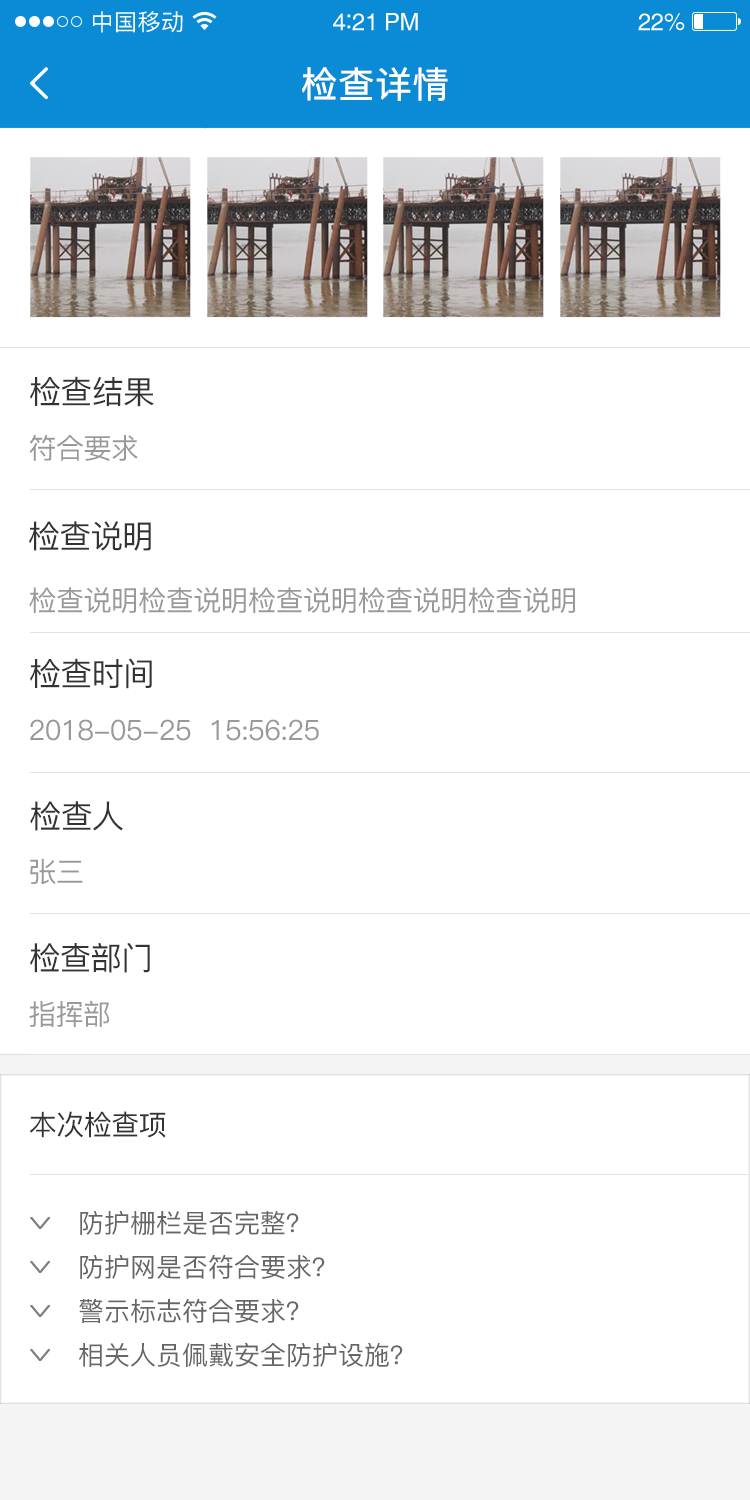 中国移动 4:21 PM 22%
检查详情
检查结果
符合要求
检查说明
检查说明检查说明检查说明检查说明检查说明
检查时间
2018-05-25 15:56:25
检查人
张三
检查部门
指挥部
本次检查项
防护栅栏是否完整?
防护网是否符合要求?
警示标志符合要求?
相关人员佩戴安全防护设施?